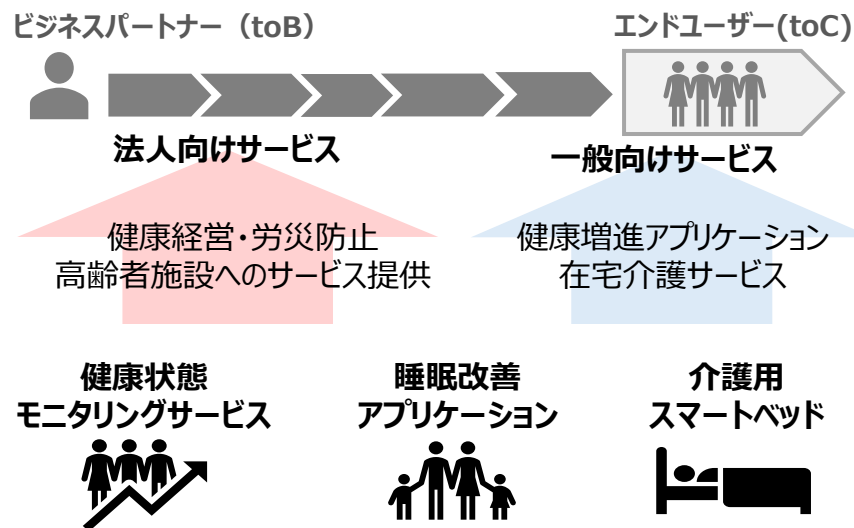 ビジネスパートナー（toB）
エンドユーザー(toC)
法人向けサービス
一般向けサービス
健康経営・労災防止
高齢者施設へのサービス提供
健康増進アプリケーション
在宅介護サービス
健康状態
モニタリングサービス
睡眠改善
アプリケーション
介護用
スマートベッド